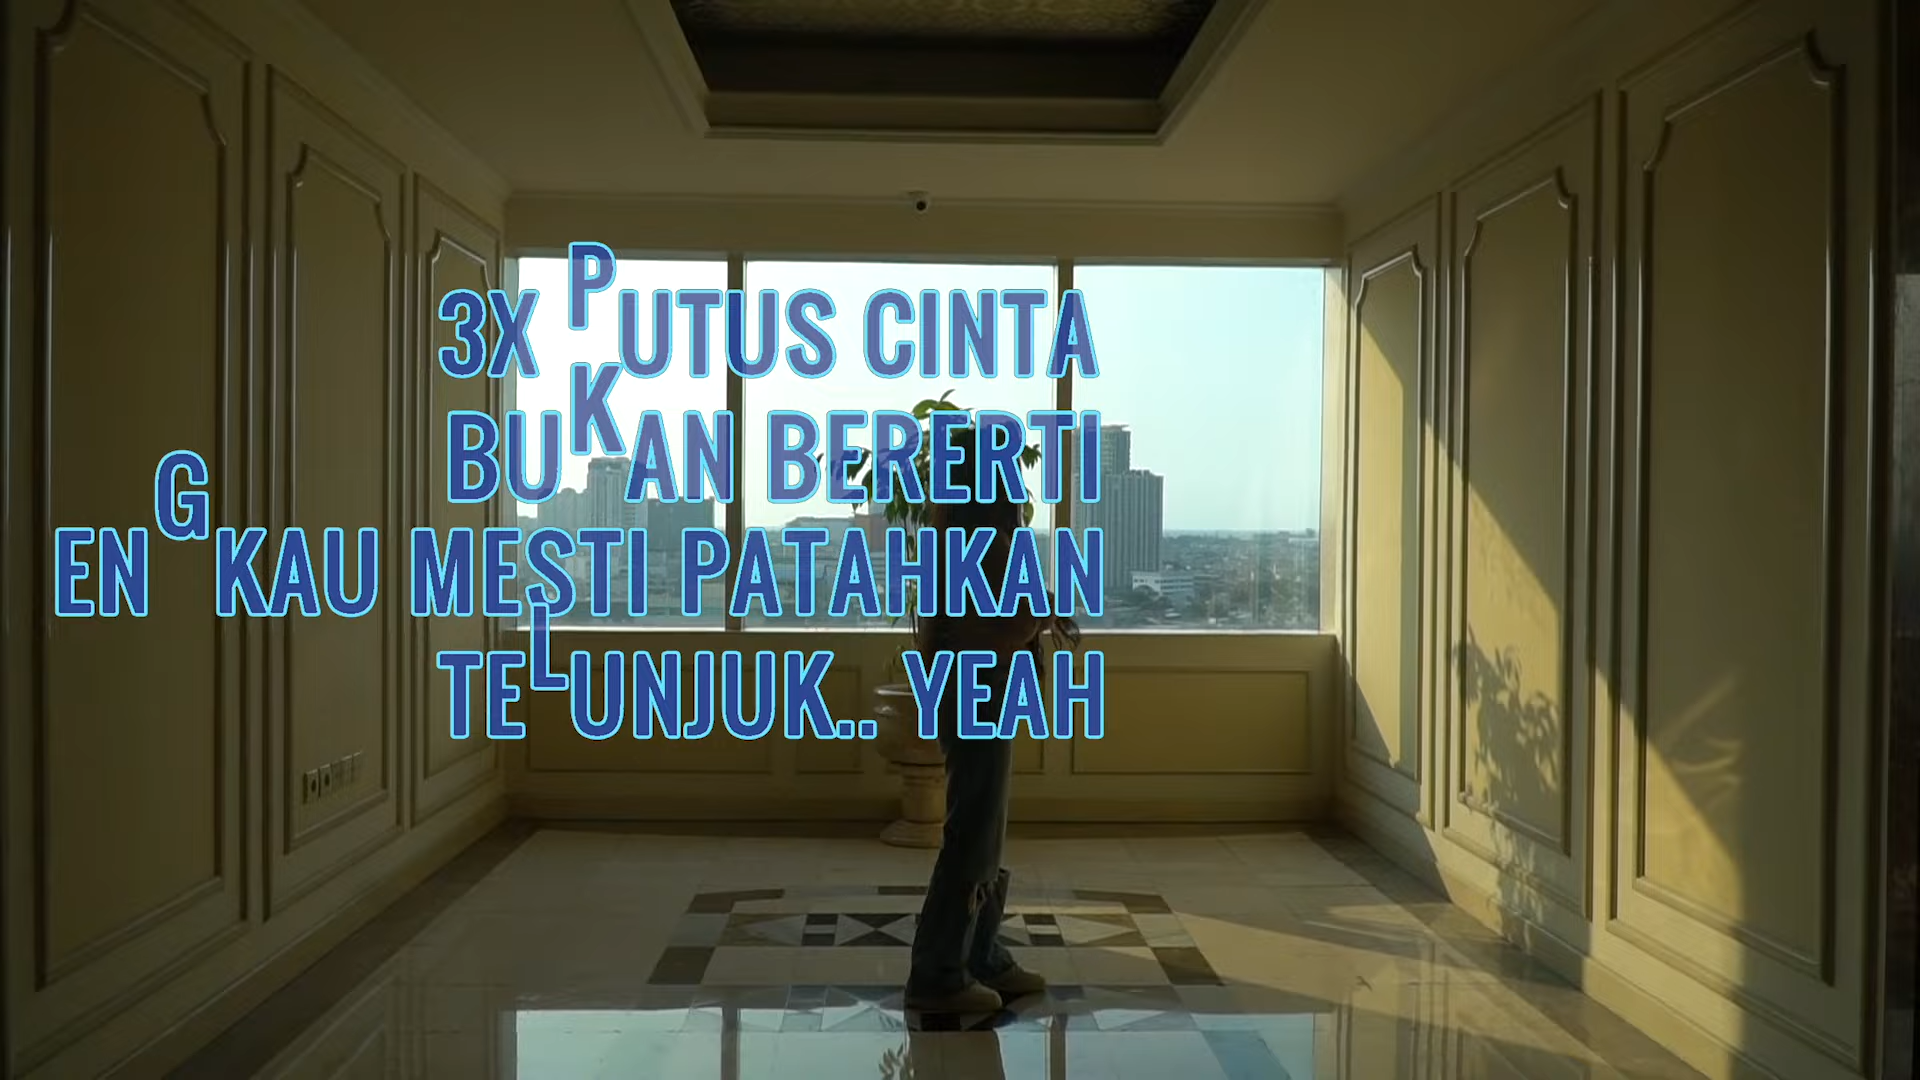 3X PUTUS CINTA
BUKAN BERERTI
ENGKAU MESTI PATAHKAN
TELUNJUK.. YEAH